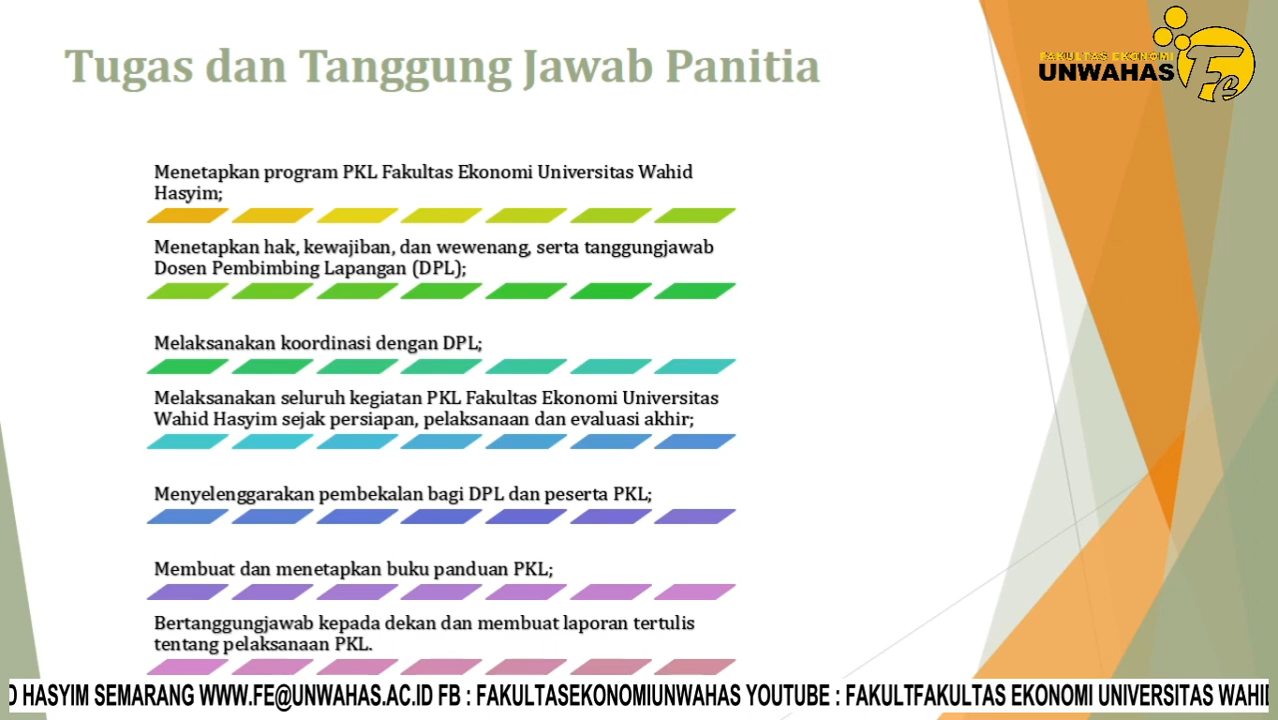 Tugas dan Tanggung Jawab Panitia
FAKULTAS EKONOMI
UNWAHAS
Menetapkan program PKL Fakultas Ekonomi Universitas Wahid
Hasyim;
Menetapkan hak, kewajiban, dan wewenang, serta tanggungjawab
Dosen Pembimbing Lapangan (DPL);
Melaksanakan koordinasi dengan DPL;
Melaksanakan seluruh kegiatan PKL Fakultas Ekonomi Universitas
Wahid Hasyim sejak persiapan, pelaksanaan dan evaluasi akhir;
Menyelenggarakan pembekalan bagi DPL dan peserta PKL;
Membuat dan menetapkan buku panduan PKL;
Bertanggungjawab kepada dekan dan membuat laporan tertulis
tentang pelaksanaan PKL.
D HASYIM SEMARANG WWW.FE@UNWAHAS.AC.ID FB : FAKULTASEKONOMIUNWAHAS YOUTUBE : FAKULTFAKULTAS EKONOMI UNIVERSITAS WAHID